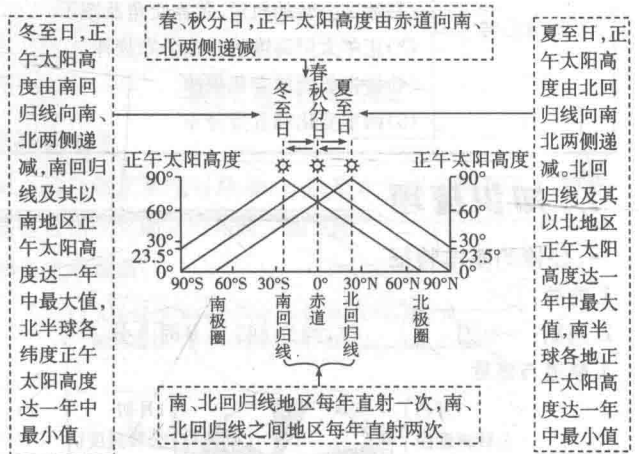 春、秋分日,正午太阳高度由赤道向南、
北两侧递减
冬至日,正
午太阳高
度由南回
归线向南、
北两侧递
减,南回归
线及其以
南地区正
午太阳高
度达一年
中最大值,
北半球各
纬度正午
太阳高度
达一年中
最小值
冬至日
春秋分日
夏至日
正午太阳高度
正午太阳高度
90°
60°
30°
23.5°
0°
90°
60°
30°
23.5°
0°
90°S
60°S
30°S
0°
30°N
60°N
90°N
南极圈
南回归线
赤道
北回归线
北极圈
南、北回归线地区每年直射一次,南、
北回归线之间地区每年直射两次
夏至日,正
午太阳高
度由北回
归线向南
北两侧递
减。北回
归线及其
以北地区
正午太阳
高度达一
年中最大
值,南半
球各地正
午太阳高
度达一年
中最小值